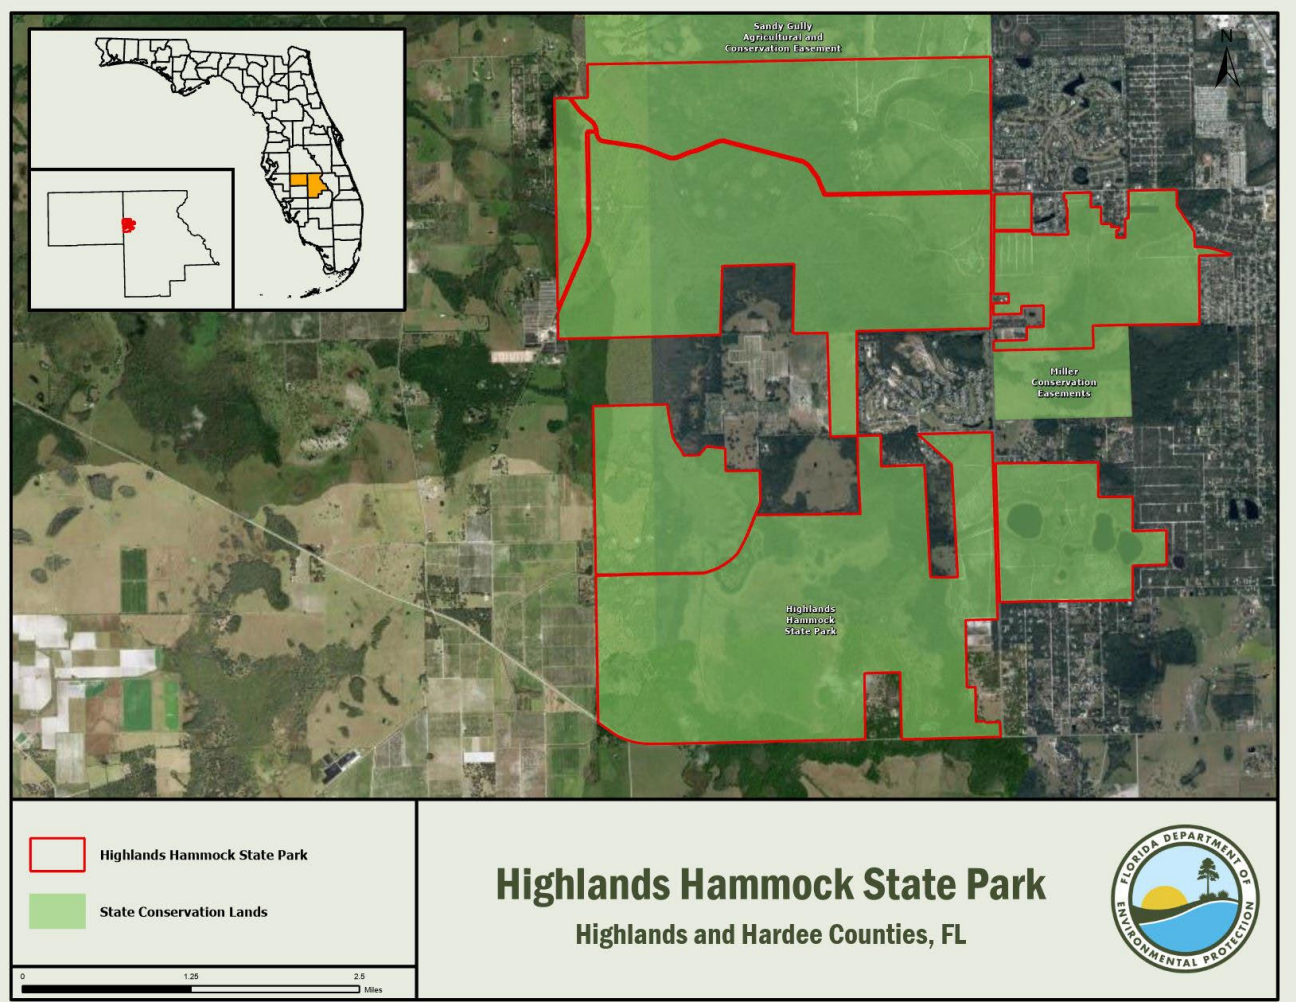 Sandy Gully
Agricultural and
Conservation Easement
N
Miller
Conservation
Easements
Highlands
Hammock
State Park
Highlands Hammock State Park
State Conservation Lands
0 1.25 2.5
Miles
Highlands Hammock State Park
Highlands and Hardee Counties, FL
FLORIDA DEPARTMENT OF
ENVIRONMENTAL PROTECTION